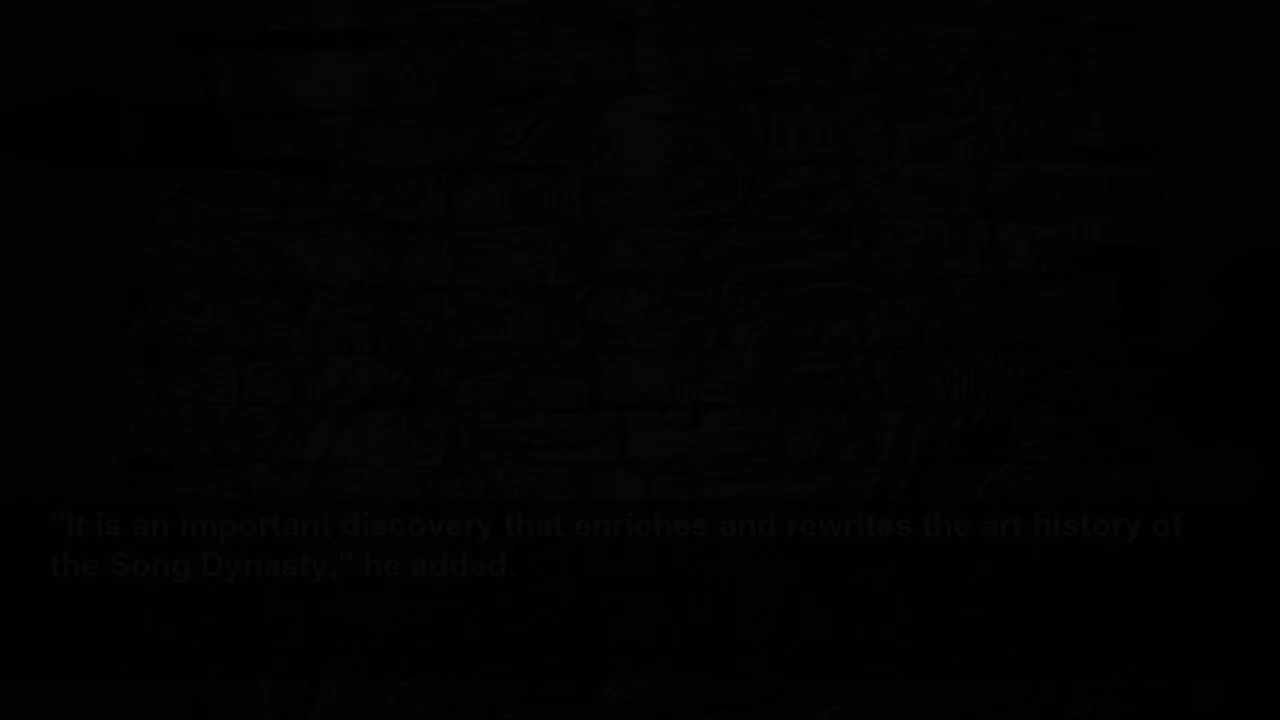 "It is an important discovery that enriches and rewrites the art history of
the Song Dynasty," he added.